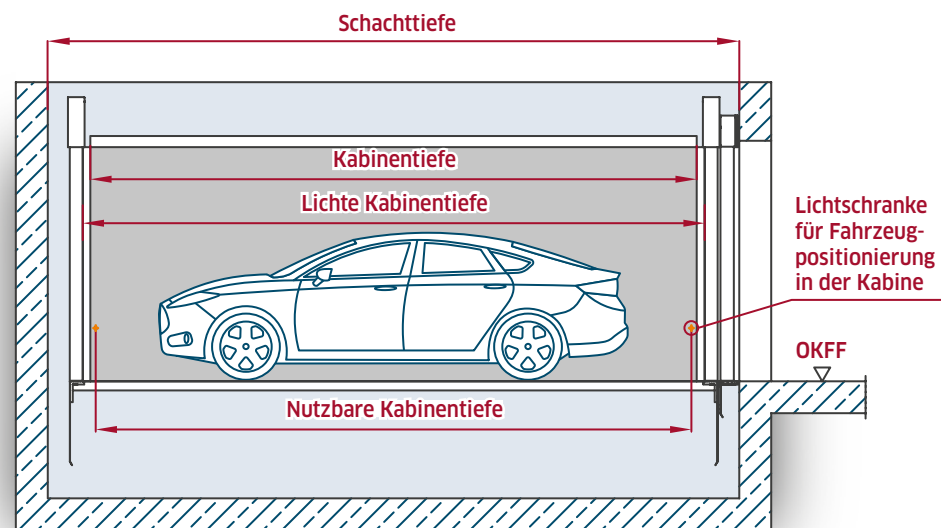 Schachttiefe
Kabinentiefe
Lichte Kabinentiefe
Lichtschranke
für Fahrzeug-
positionierung
in der Kabine
OKFF
Nutzbare Kabinentiefe